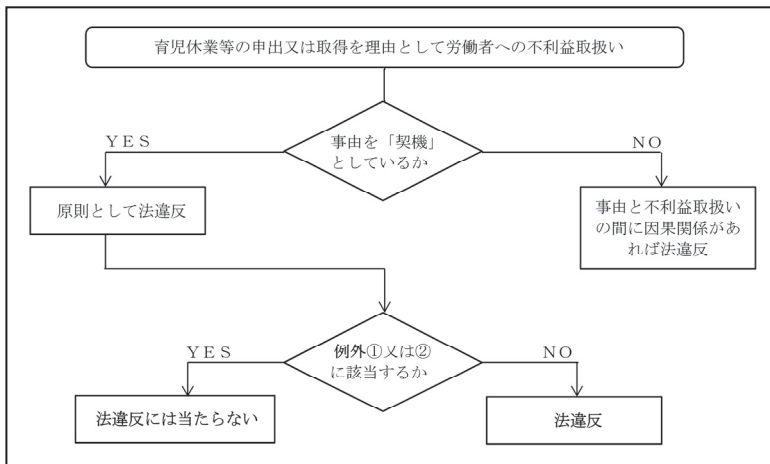 育児休業等の申出又は取得を理由として労働者への不利益取扱い
事由を「契機」
としているか
ＹＥＳ
ＮＯ
原則として法違反
事由と不利益取扱い
の間に因果関係があ
れば法違反
例外①又は②
に該当するか
ＹＥＳ
ＮＯ
法違反には当たらない
法違反